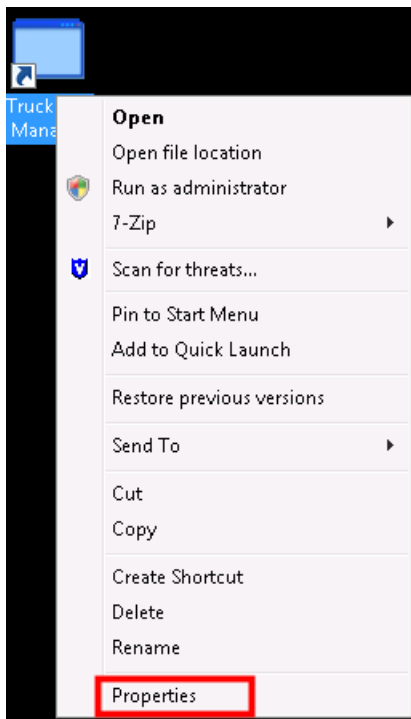 Truck
Mana
Open
Open file location
Run as administrator
7-Zip
Scan for threats...
Pin to Start Menu
Add to Quick Launch
Restore previous versions
Send To
Cut
Copy
Create Shortcut
Delete
Rename
Properties